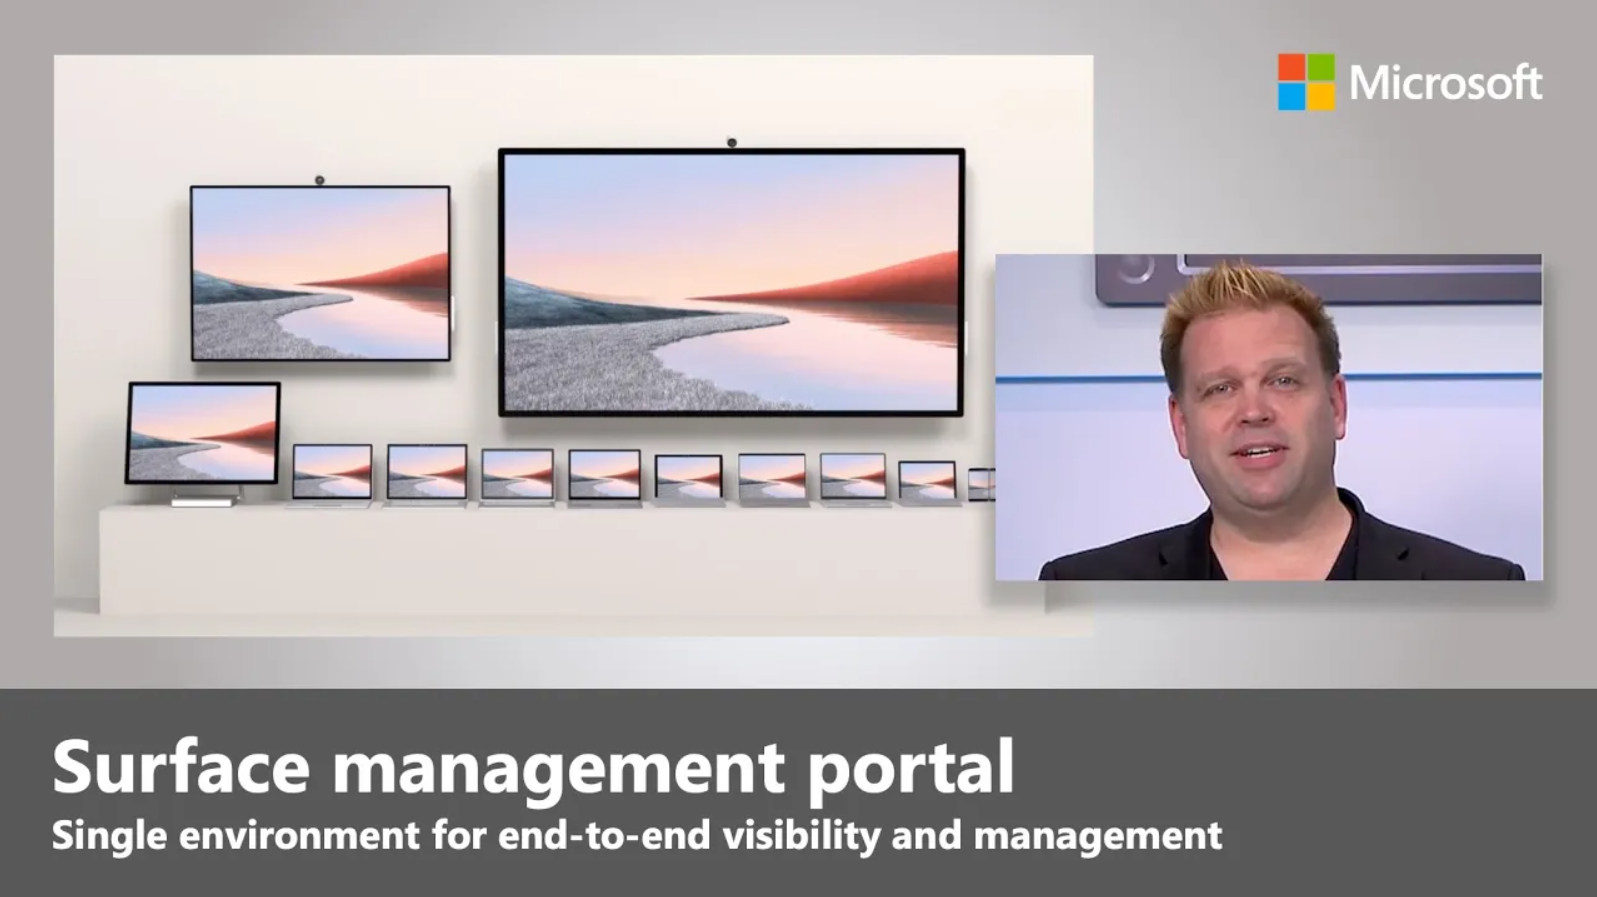 Microsoft
Surface management portal
Single environment for end-to-end visibility and management